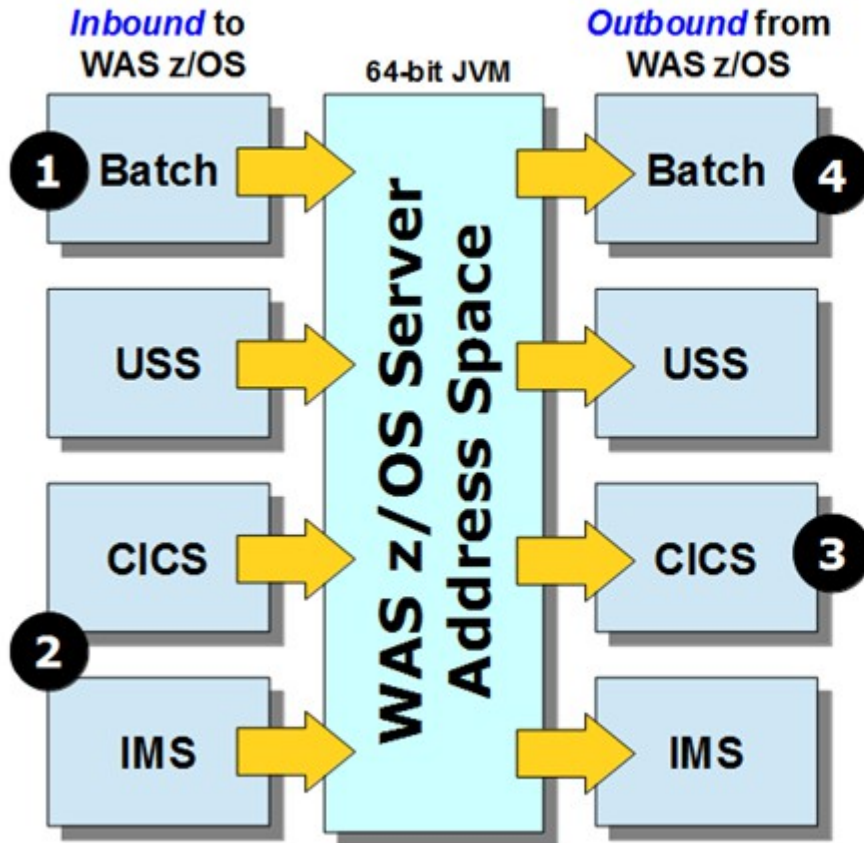 Inbound to
WAS z/OS
64-bit JVM
Outbound from
WAS z/OS
1
Batch
USS
CICS
2
IMS
WAS z/OS Server
Address Space
Batch
4
USS
CICS
3
IMS